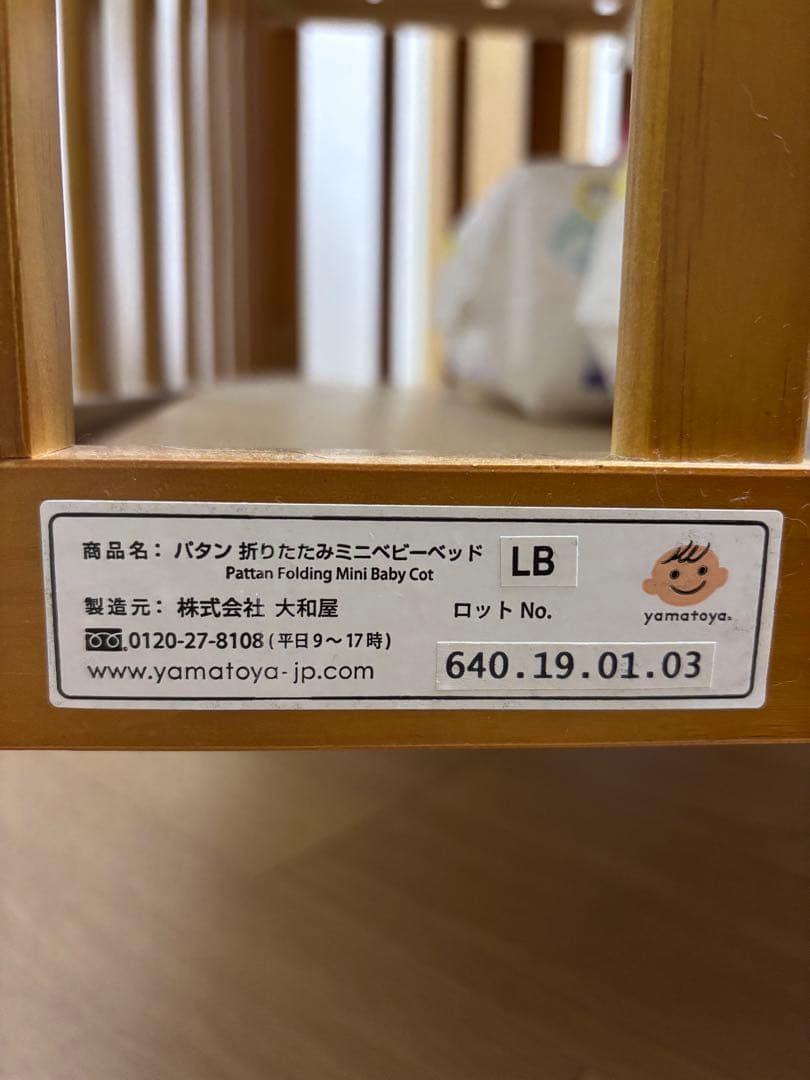 商品名：パタン 折りたたみミニベビーベッド LB
Pattan Folding Mini Baby Cot
製造元：株式会社 大和屋
ロット No.
yamatoya
0120-27-8108 (平日9～17時)
www.yamatoya-jp.com
640.19.01.03